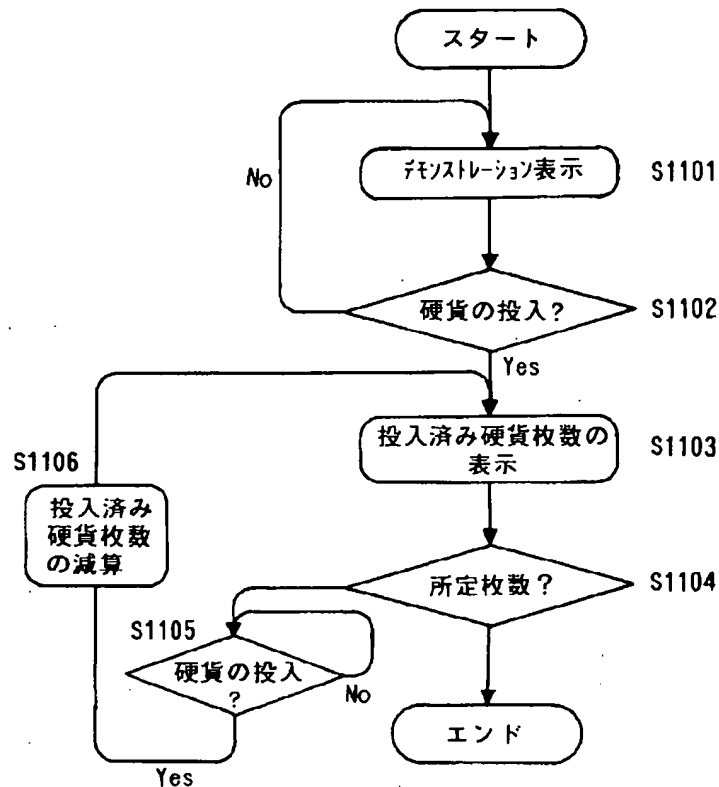 スタート
No
デモンストレーション表示
S1101
硬貨の投入?
S1102
Yes
投入済み硬貨枚数の
表示
S1103
S1106
投入済み
硬貨枚数
の減算
所定枚数?
S1104
S1105
硬貨の投入
?
No
エンド
Yes